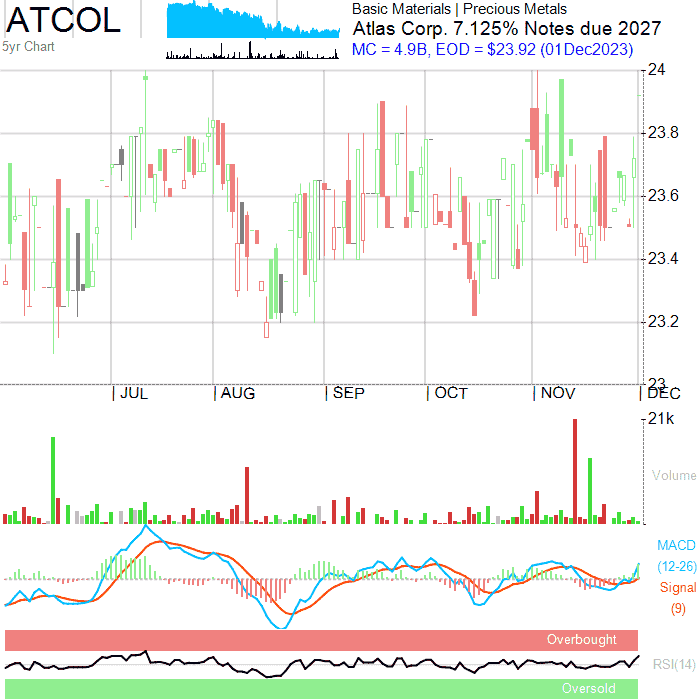 ATCOL
5yr Chart
Basic Materials | Precious Metals
Atlas Corp. 7.125% Notes due 2027
MC = 4.9B, EOD = $23.92 (01Dec2023)
24
23.8
23.6
23.4
23.2
23
| JUL | AUG | SEP | OCT | NOV | DEC
21k
Volume
MACD
(12-26)
Signal
(9)
Overbought
RSI(14)
Oversold